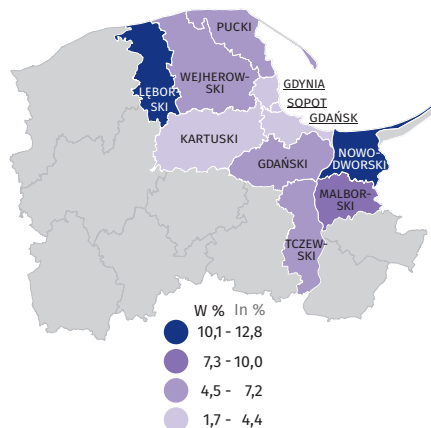 PUCKI
WEJHEROW-
SKI
GDYNIA
LĘBOR-
SKI
SOPOT
GDAŃSK
KARTUSKI
NOWO-
DWORSKI
GDAŃSKI
MALBOR-
SKI
TCZEW-
SKI
W % In %
10,1 - 12,8
7,3 - 10,0
4,5 - 7,2
1,7 - 4,4